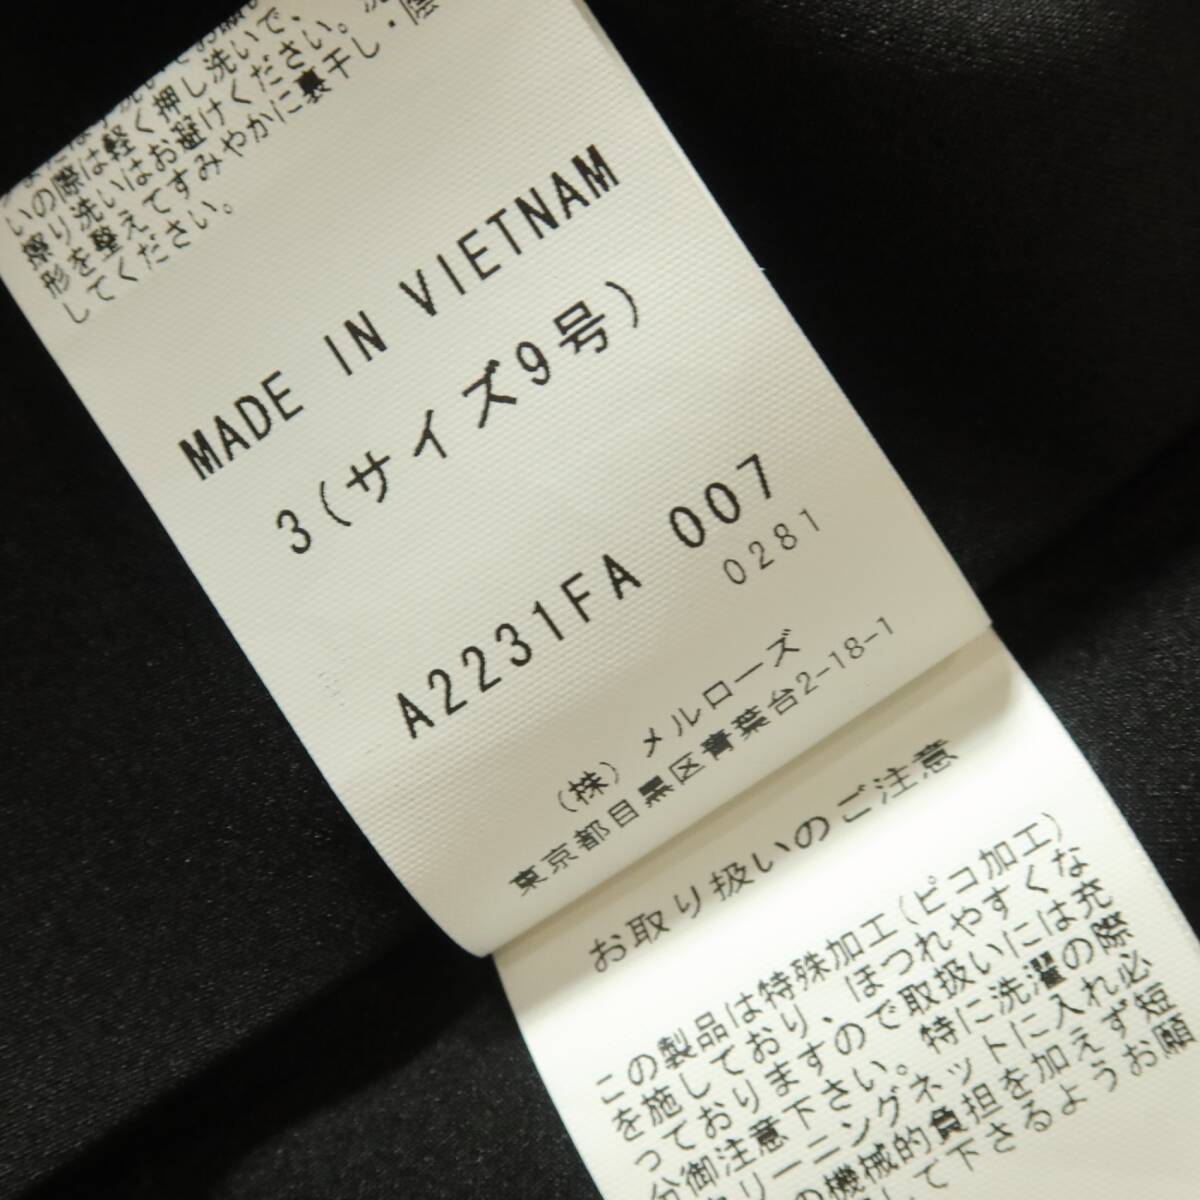 いの際は軽く押し洗いで、
擦り洗いはお避けください。
形を整えてすみやかに裏干し・陰
してください。
MADE IN VIETNAM
3(サイズ9号)
A2231FA 007
0281
(株) メルローズ
東京都目黒区青葉台2-18-1
お取り扱いのご注意
この製品は特殊加工(ピコ加工)
を施しており、ほつれやすくな
っておりますので取扱いには充
分御注意下さい。特に洗濯の際
リーニングネットに入れ必
の機械的負担を加えず短
して下さるようお願